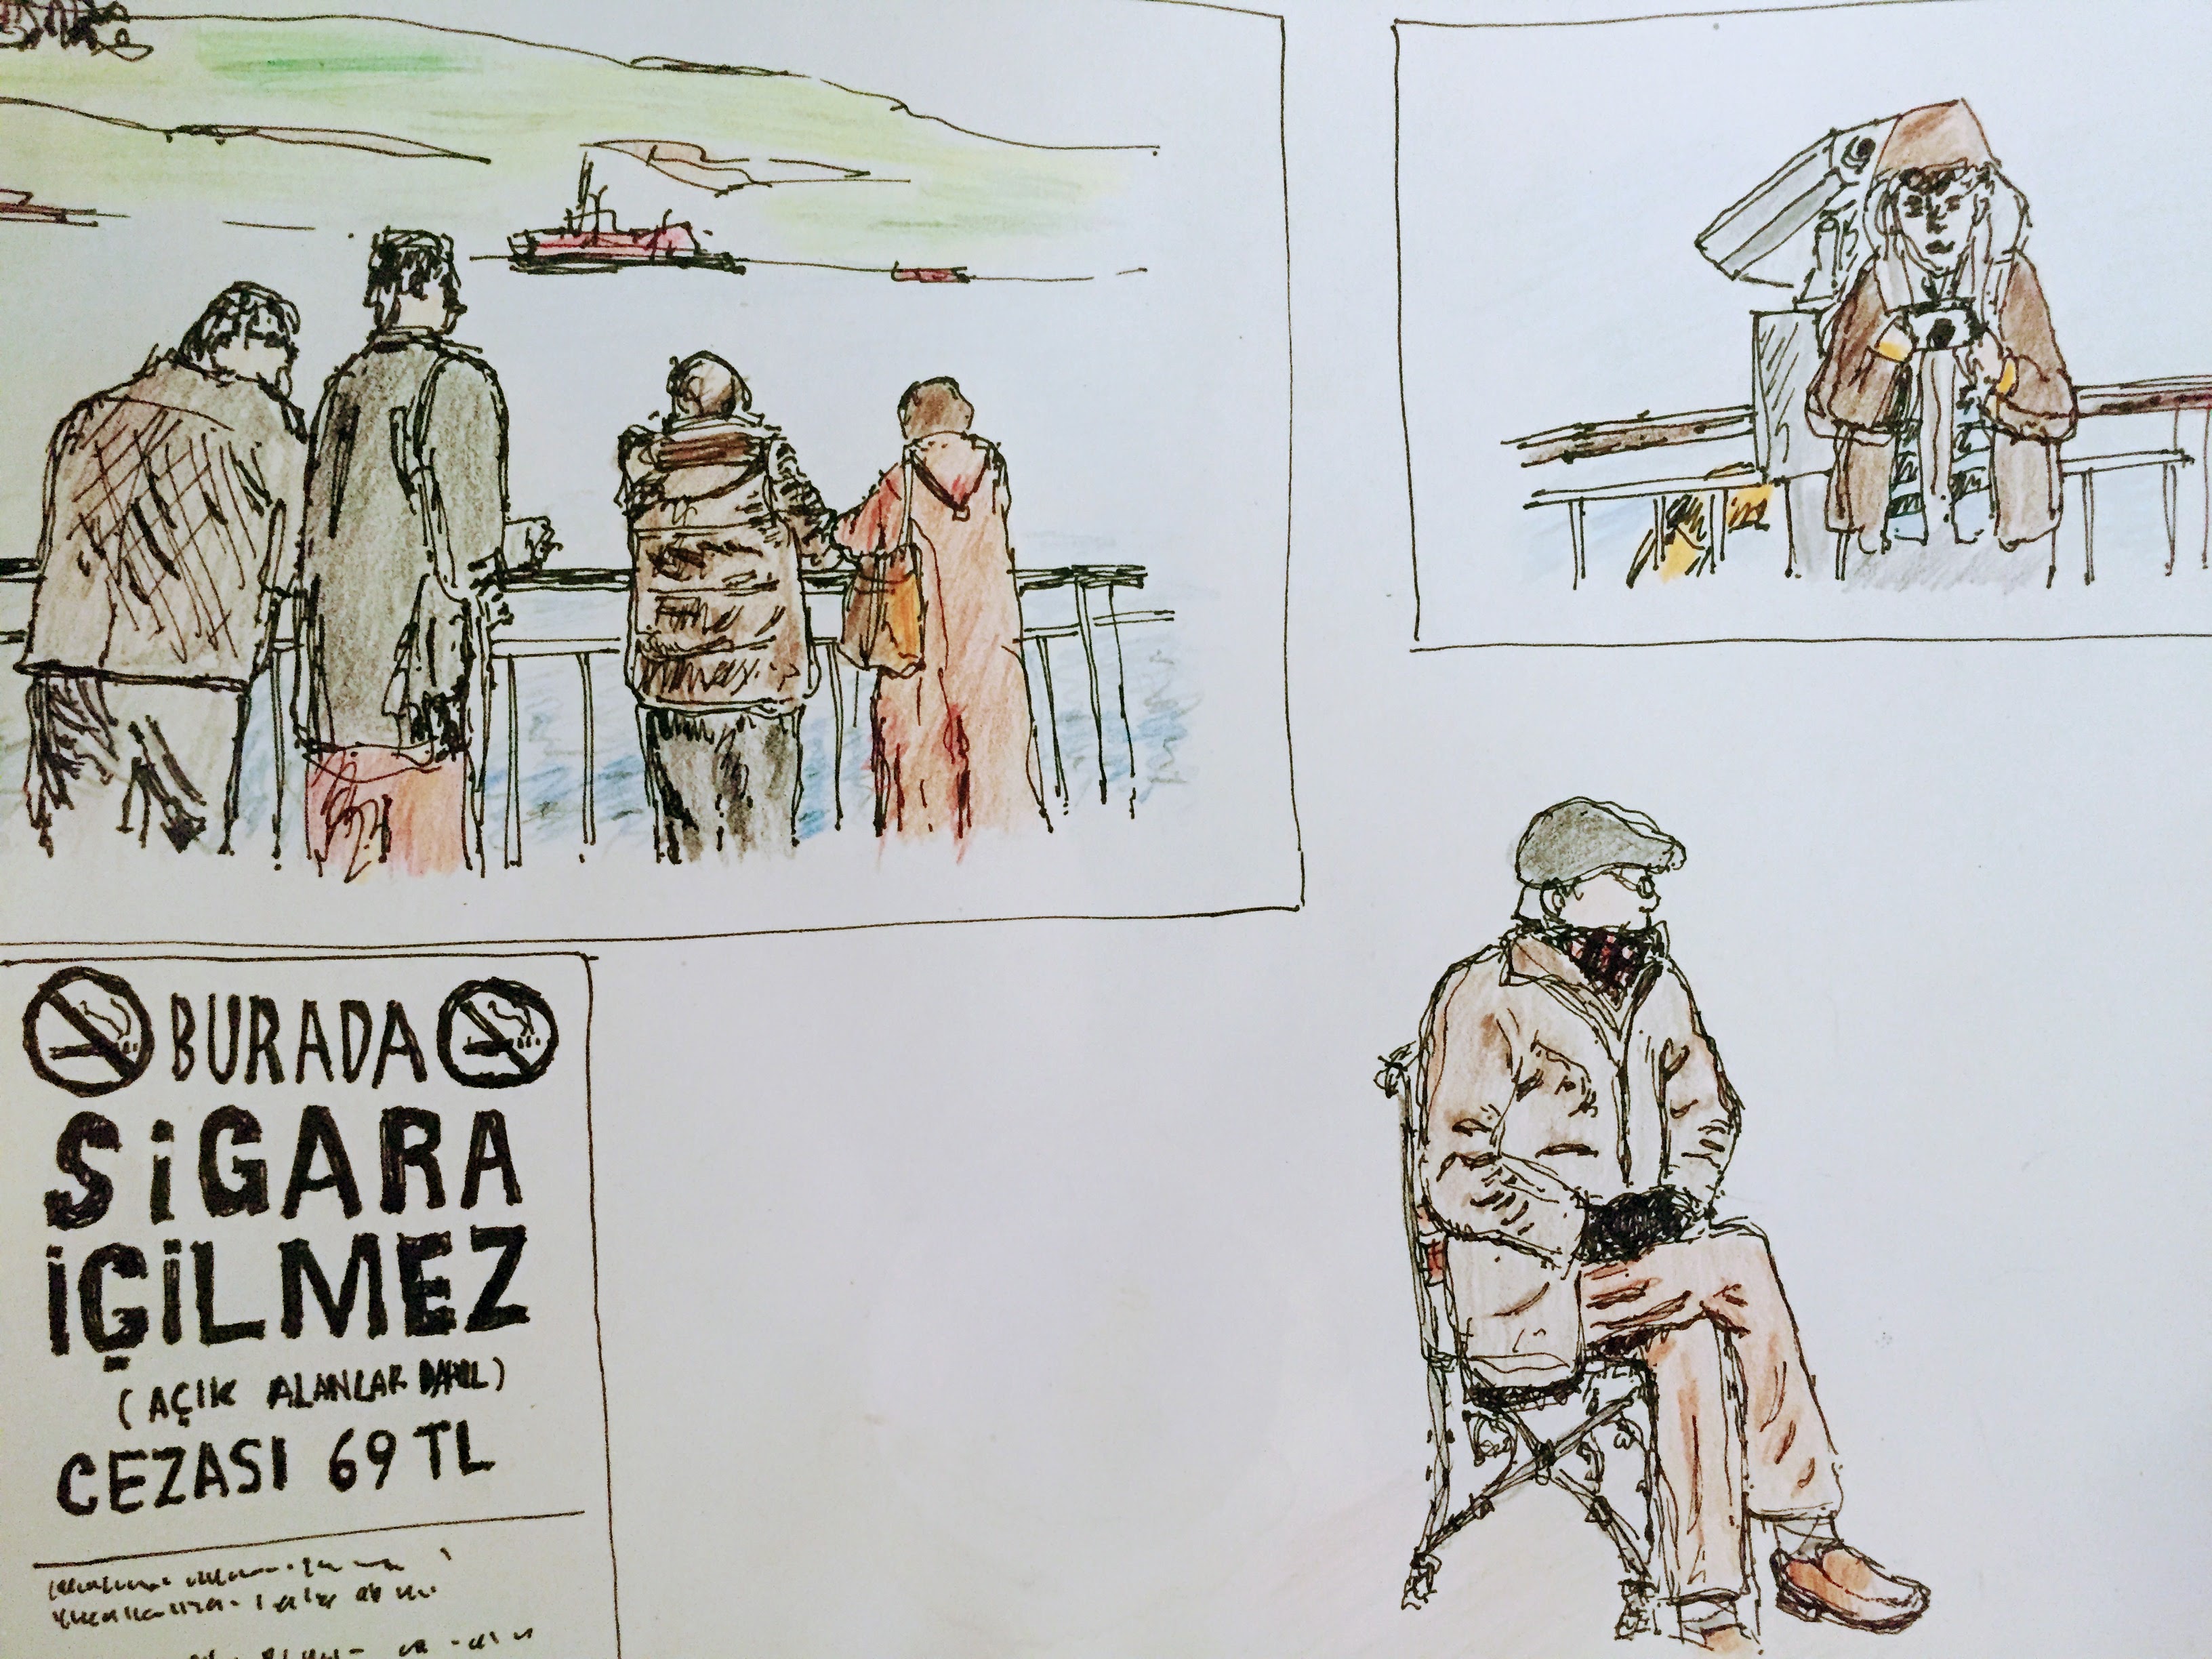 BURADA
SİGARA
İÇİLMEZ
(AÇIK ALANLAR DAHİL)
CEZASI 69 TL